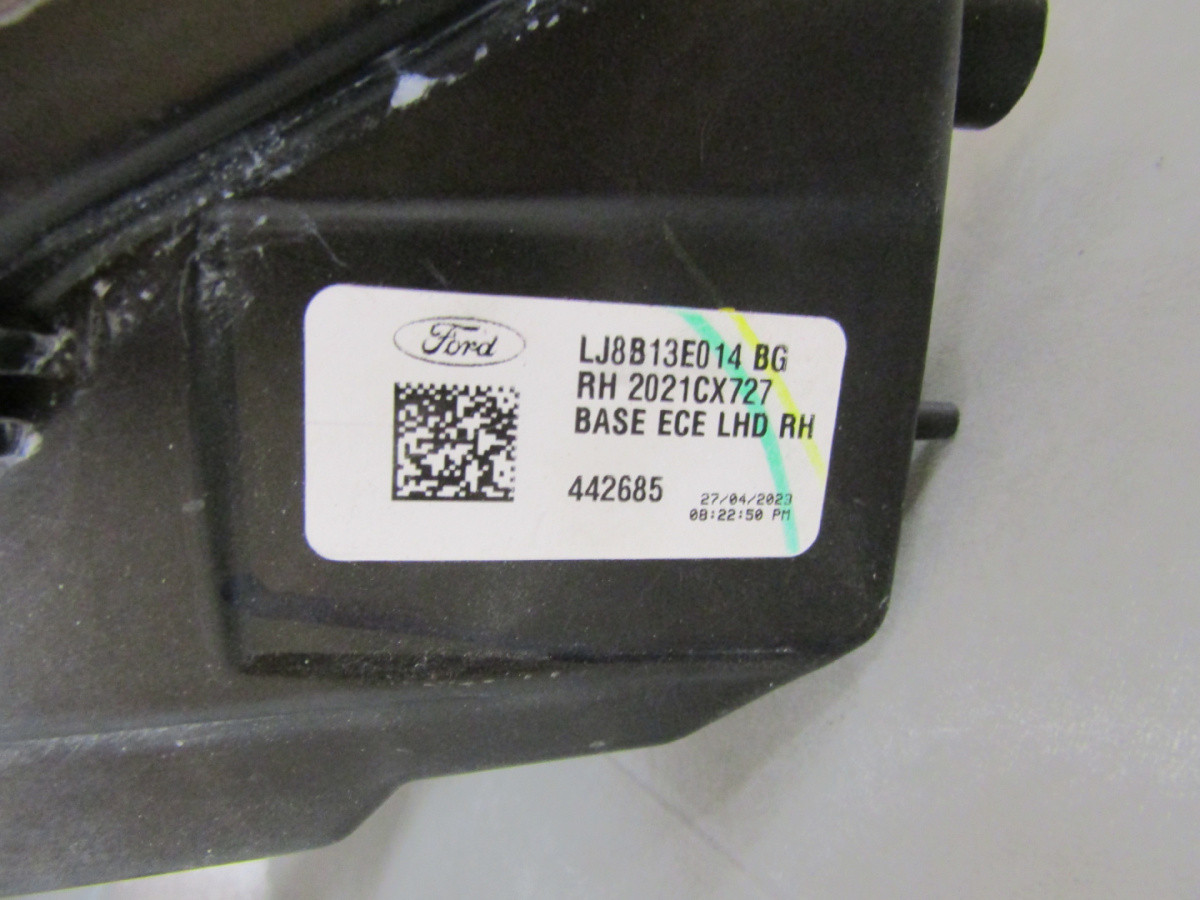 Ford
LJ8B13E014 BG
RH 2021CX727
BASE ECE LHD RH
442685
27/04/2023
08:22:50 PM